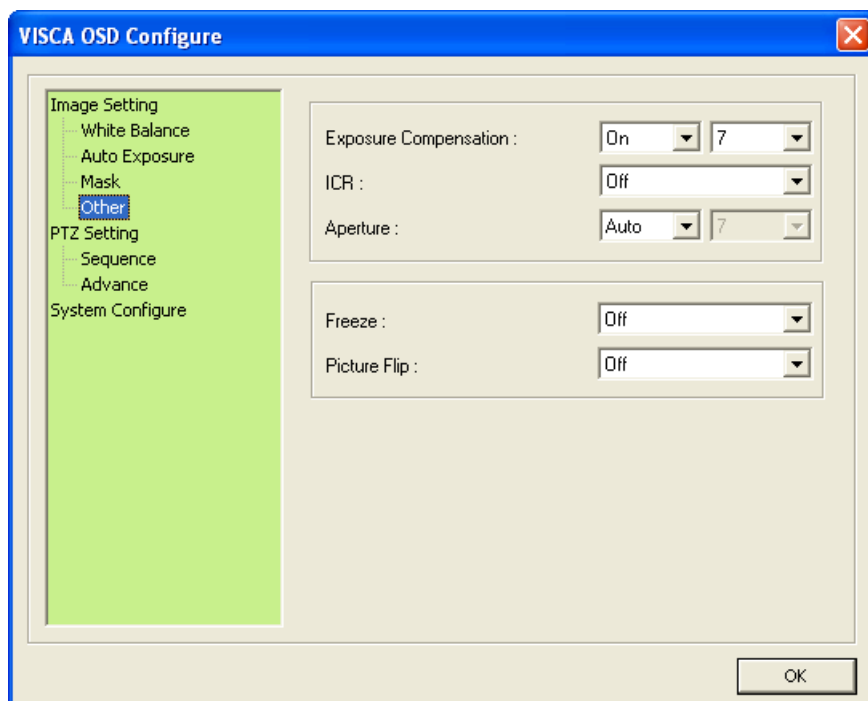 VISCA OSD Configure
Image Setting
White Balance
Auto Exposure
Mask
Other
PTZ Setting
Sequence
Advance
System Configure
Exposure Compensation : On 7
ICR : Off
Aperture : Auto 7
Freeze : Off
Picture Flip : Off
OK